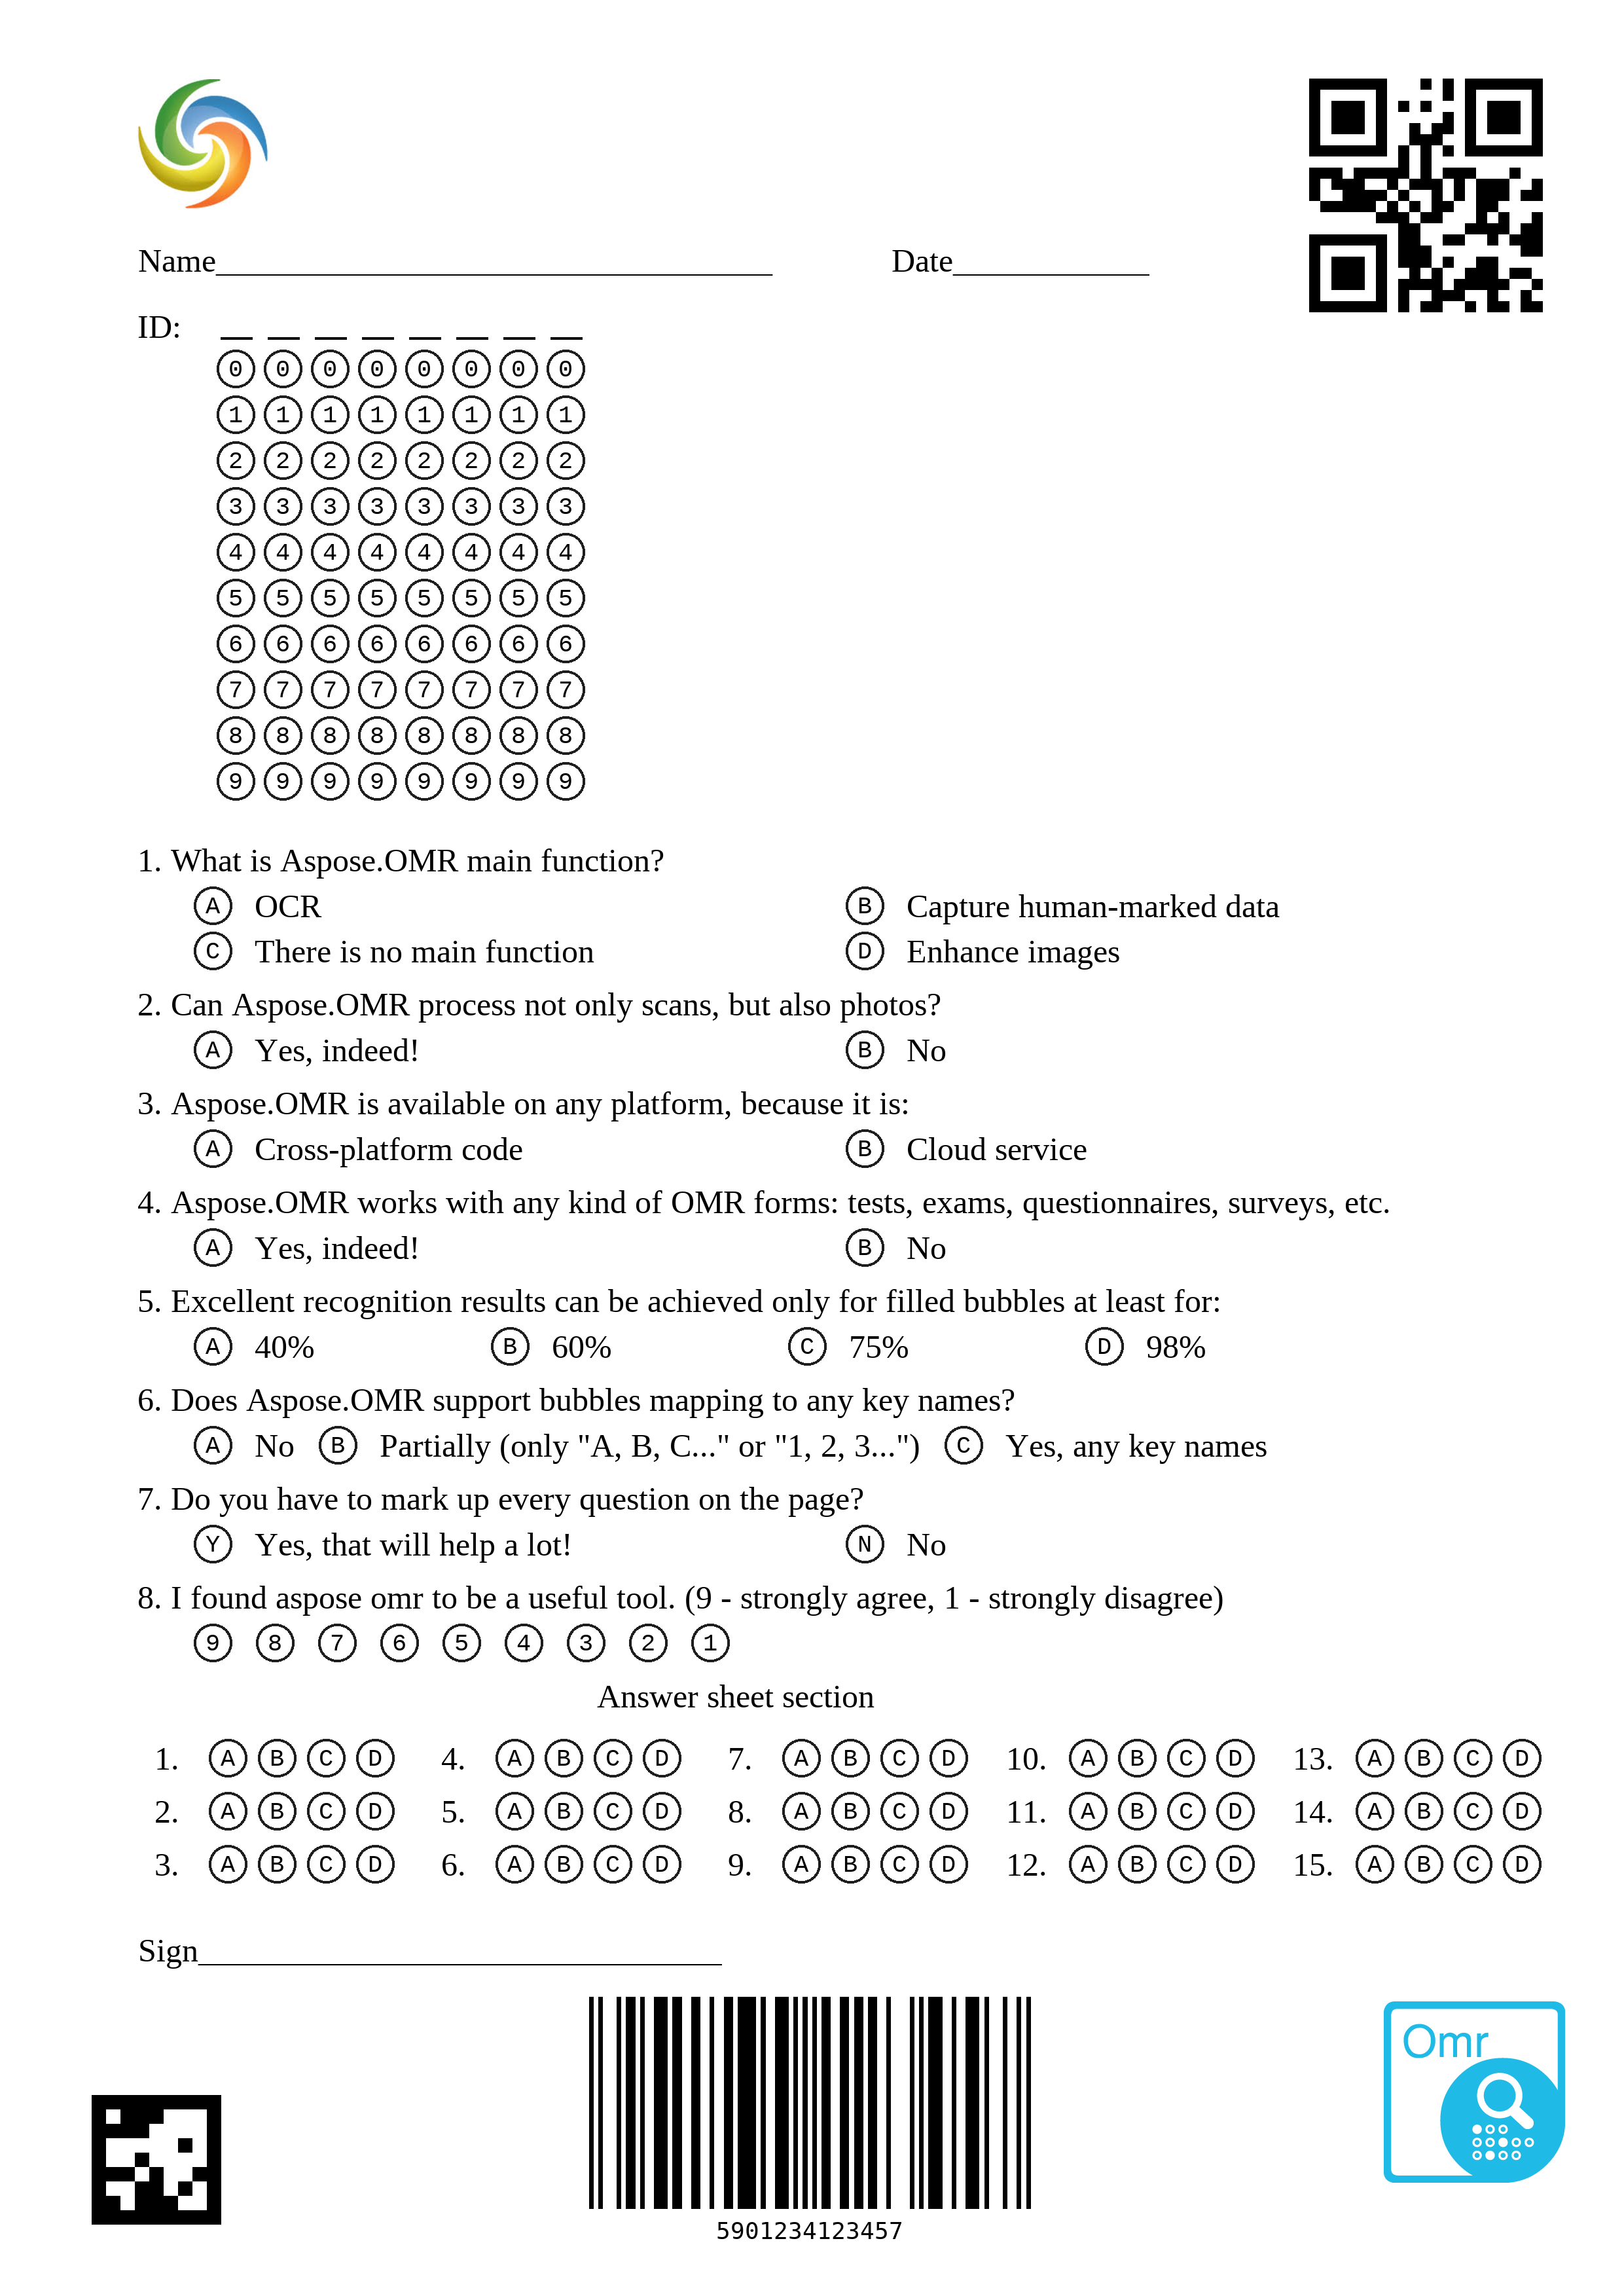 Name__________________________________ Date____________
ID: __ __ __ __ __ __ __ __
0 0 0 0 0 0 0 0
1 1 1 1 1 1 1 1
2 2 2 2 2 2 2 2
3 3 3 3 3 3 3 3
4 4 4 4 4 4 4 4
5 5 5 5 5 5 5 5
6 6 6 6 6 6 6 6
7 7 7 7 7 7 7 7
8 8 8 8 8 8 8 8
9 9 9 9 9 9 9 9
1. What is Aspose.OMR main function?
A OCR B Capture human-marked data
C There is no main function D Enhance images
2. Can Aspose.OMR process not only scans, but also photos?
A Yes, indeed! B No
3. Aspose.OMR is available on any platform, because it is:
A Cross-platform code B Cloud service
4. Aspose.OMR works with any kind of OMR forms: tests, exams, questionnaires, surveys, etc.
A Yes, indeed! B No
5. Excellent recognition results can be achieved only for filled bubbles at least for:
A 40% B 60% C 75% D 98%
6. Does Aspose.OMR support bubbles mapping to any key names?
A No B Partially (only "A, B, C..." or "1, 2, 3...") C Yes, any key names
7. Do you have to mark up every question on the page?
Y Yes, that will help a lot! N No
8. I found aspose omr to be a useful tool. (9 - strongly agree, 1 - strongly disagree)
9 8 7 6 5 4 3 2 1
Answer sheet section
1. A B C D 4. A B C D 7. A B C D 10. A B C D 13. A B C D
2. A B C D 5. A B C D 8. A B C D 11. A B C D 14. A B C D
3. A B C D 6. A B C D 9. A B C D 12. A B C D 15. A B C D
Sign________________________________
Omr
5901234123457